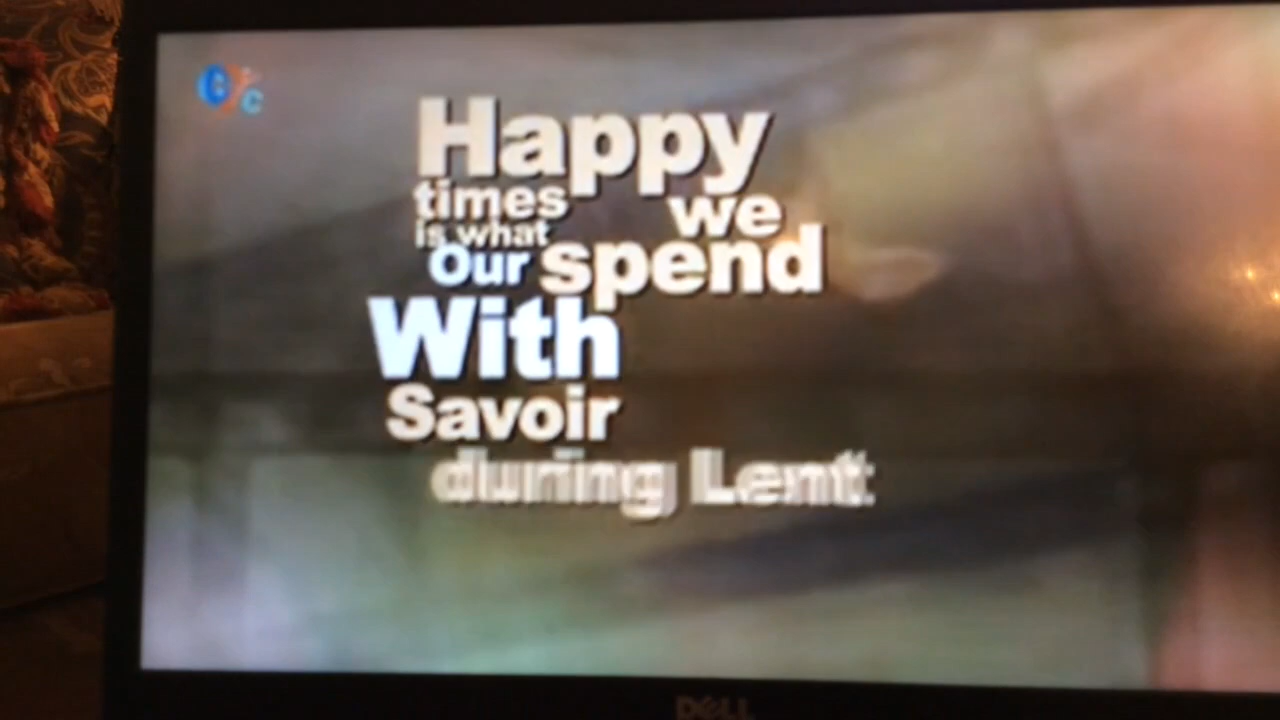 Happy
times we
is what
Our spend
With
Savoir
during Lent
DELL